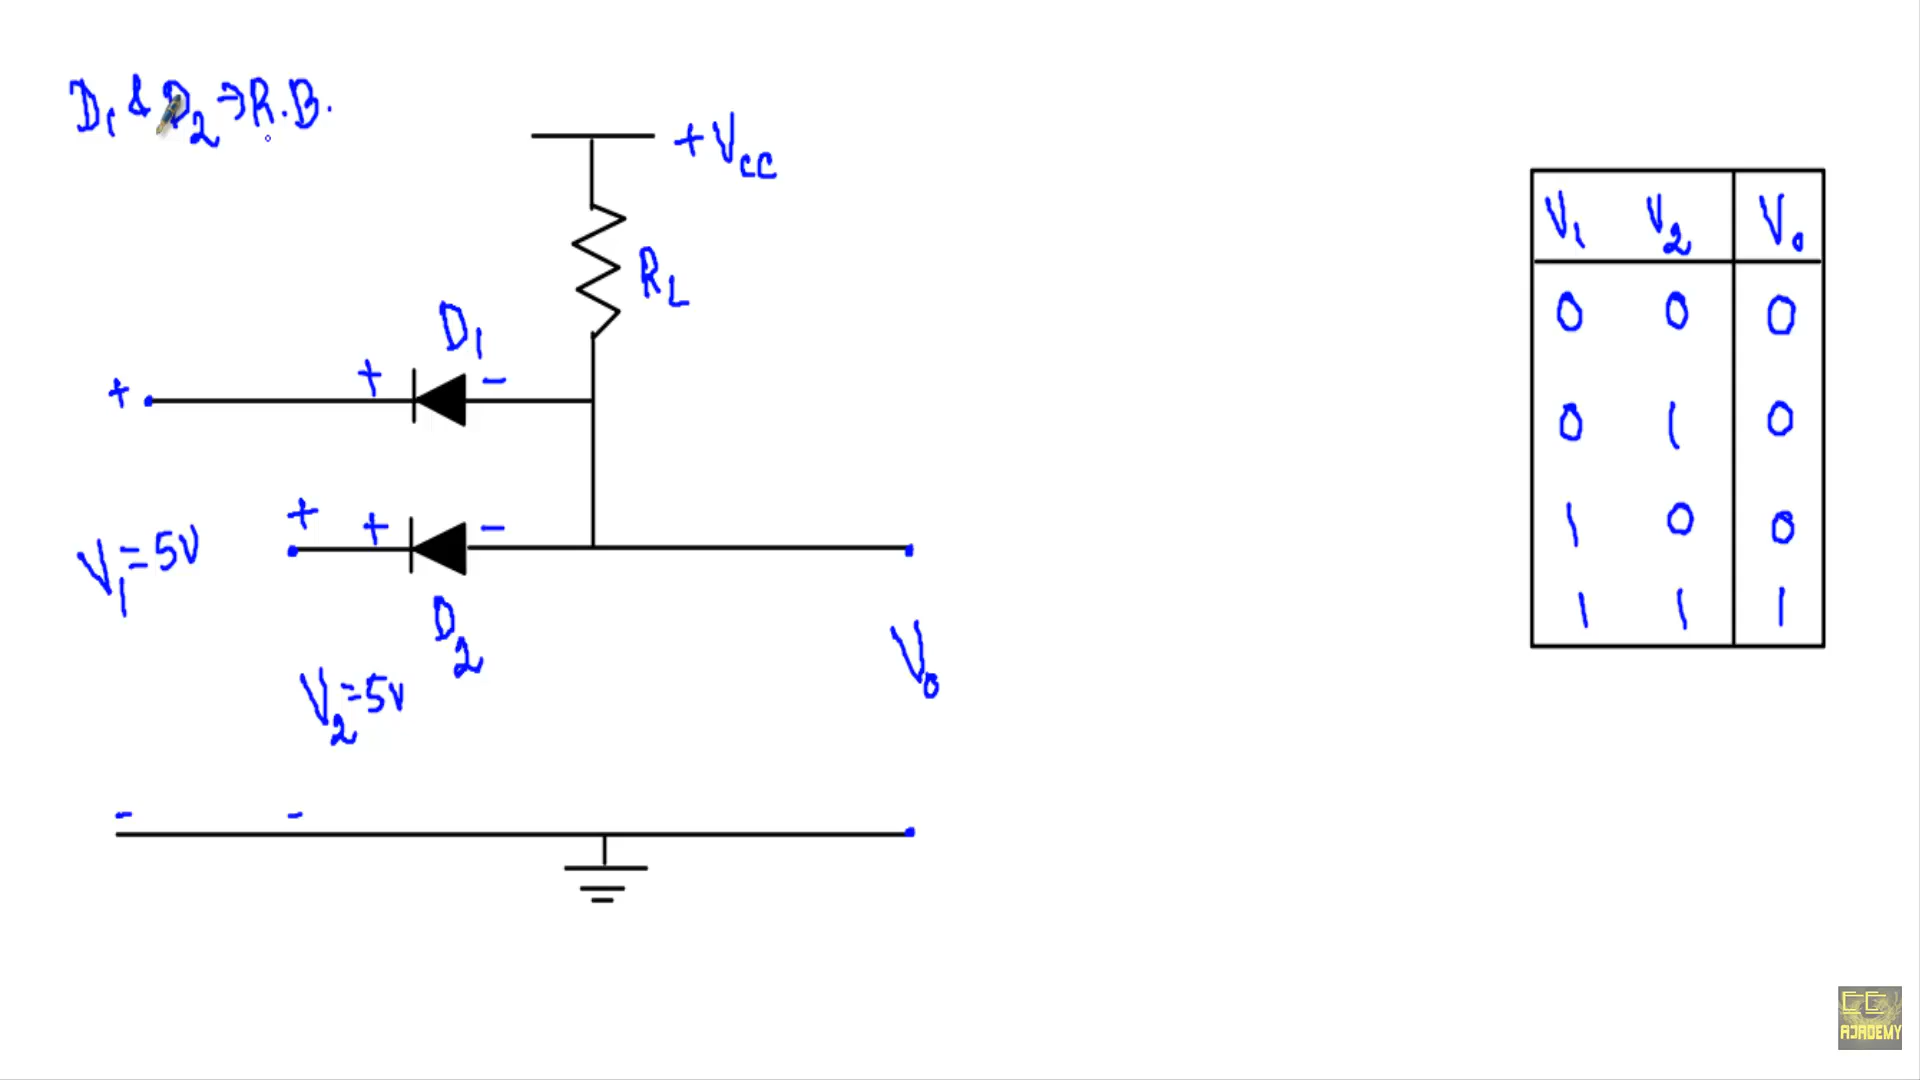 D₁ & D₂ ⇒ R.B.
+VCC
RL
D₁
+ + -
+ + -
V₁ = 5V
D₂
V₂ = 5V
V₀
- -
V₁ V₂ V₀
0 0 0
0 1 0
1 0 0
1 1 1
EE
ACADEMY